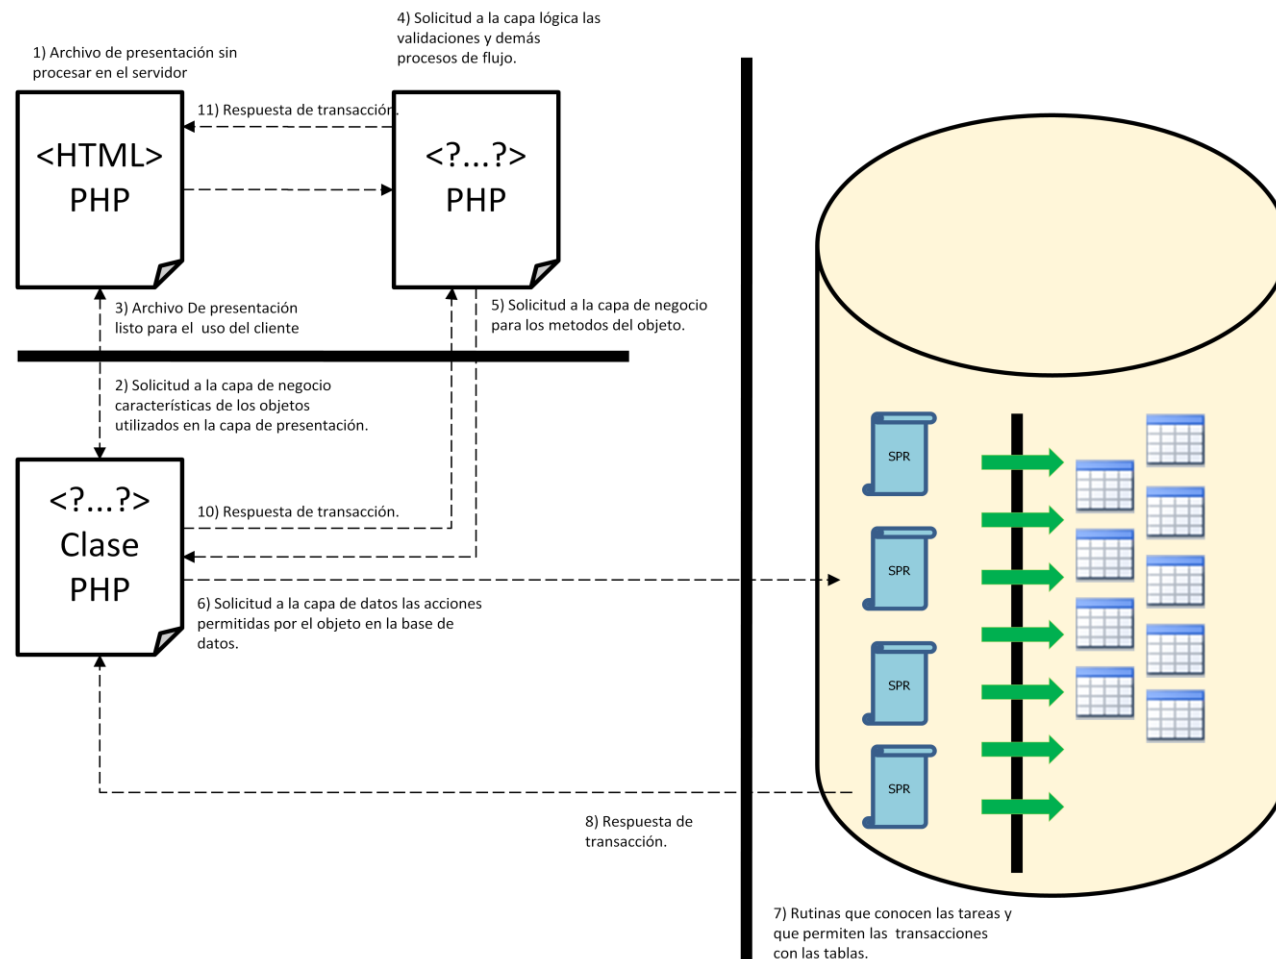 4) Solicitud a la capa lógica las
validaciones y demás
procesos de flujo.
1) Archivo de presentación sin
procesar en el servidor
11) Respuesta de transacción.
<HTML>
PHP
<?...?>
PHP
3) Archivo De presentación
listo para el uso del cliente
5) Solicitud a la capa de negocio
para los metodos del objeto.
2) Solicitud a la capa de negocio
características de los objetos
utilizados en la capa de presentación.
<?...?>
Clase
PHP
10) Respuesta de transacción.
6) Solicitud a la capa de datos las acciones
permitidas por el objeto en la base de
datos.
SPR
SPR
SPR
SPR
8) Respuesta de
transacción.
7) Rutinas que conocen las tareas y
que permiten las transacciones
con las tablas.